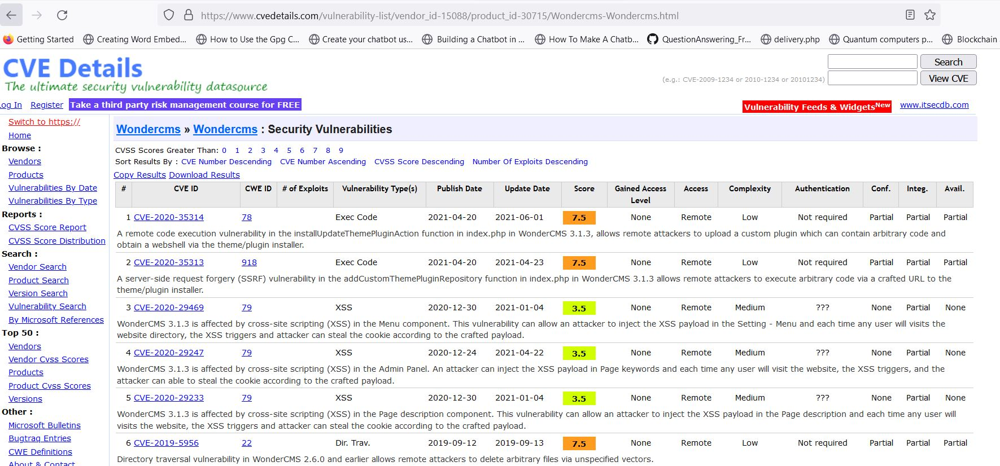 https://www.cvedetails.com/vulnerability-list/vendor_id-15088/product_id-30715/Wondercms-Wondercms.html
Getting Started Creating Word Embed... How to Use the Gpg C... Create your chatbot us... Building a Chatbot in ... How To Make A Chatb... QuestionAnswering_Fr... delivery.php Quantum computers p... Blockchain
CVE Details
The ultimate security vulnerability datasource
Search
(e.g.: CVE-2009-1234 or 2010-1234 or 20101234) View CVE
og In Register Take a third party risk management course for FREE
Vulnerability Feeds & WidgetsNew www.itsecdb.com
Switch to https://
Home
Browse :
Vendors
Products
Vulnerabilities By Date
Vulnerabilities By Type
Reports :
CVSS Score Report
CVSS Score Distribution
Search :
Vendor Search
Product Search
Version Search
Vulnerability Search
By Microsoft References
Top 50 :
Vendors
Vendor Cvss Scores
Products
Product Cvss Scores
Versions
Other :
Microsoft Bulletins
Bugtraq Entries
CWE Definitions
About & Contact
Wondercms » Wondercms : Security Vulnerabilities
CVSS Scores Greater Than: 0 1 2 3 4 5 6 7 8 9
Sort Results By : CVE Number Descending CVE Number Ascending CVSS Score Descending Number Of Exploits Descending
Copy Results Download Results
# CVE ID CWE ID # of Exploits Vulnerability Type(s) Publish Date Update Date Score Gained Access Level Access Complexity Authentication Conf. Integ. Avail.
1 CVE-2020-35314 78 Exec Code 2021-04-20 2021-06-01 7.5 None Remote Low Not required Partial Partial Partial
A remote code execution vulnerability in the installUpdateThemePluginAction function in index.php in WonderCMS 3.1.3, allows remote attackers to upload a custom plugin which can contain arbitrary code and
obtain a webshell via the theme/plugin installer.
2 CVE-2020-35313 918 Exec Code 2021-04-20 2021-04-23 7.5 None Remote Low Not required Partial Partial Partial
A server-side request forgery (SSRF) vulnerability in the addCustomThemePluginRepository function in index.php in WonderCMS 3.1.3 allows remote attackers to execute arbitrary code via a crafted URL to the
theme/plugin installer.
3 CVE-2020-29469 79 XSS 2020-12-30 2021-01-04 3.5 None Remote Medium ??? None Partial None
WonderCMS 3.1.3 is affected by cross-site scripting (XSS) in the Menu component. This vulnerability can allow an attacker to inject the XSS payload in the Setting - Menu and each time any user will visits the
website directory, the XSS triggers and attacker can steal the cookie according to the crafted payload.
4 CVE-2020-29247 79 XSS 2020-12-24 2021-04-22 3.5 None Remote Medium ??? None Partial None
WonderCMS 3.1.3 is affected by cross-site scripting (XSS) in the Admin Panel. An attacker can inject the XSS payload in Page keywords and each time any user will visit the website, the XSS triggers, and the
attacker can able to steal the cookie according to the crafted payload.
5 CVE-2020-29233 79 XSS 2020-12-30 2021-01-04 3.5 None Remote Medium ??? None Partial None
WonderCMS 3.1.3 is affected by cross-site scripting (XSS) in the Page description component. This vulnerability can allow an attacker to inject the XSS payload in the Page description and each time any user will
visits the website, the XSS triggers and attacker can steal the cookie according to the crafted payload.
6 CVE-2019-5956 22 Dir. Trav. 2019-09-12 2019-09-13 7.5 None Remote Low Not required Partial Partial Partial
Directory traversal vulnerability in WonderCMS 2.6.0 and earlier allows remote attackers to delete arbitrary files via unspecified vectors.